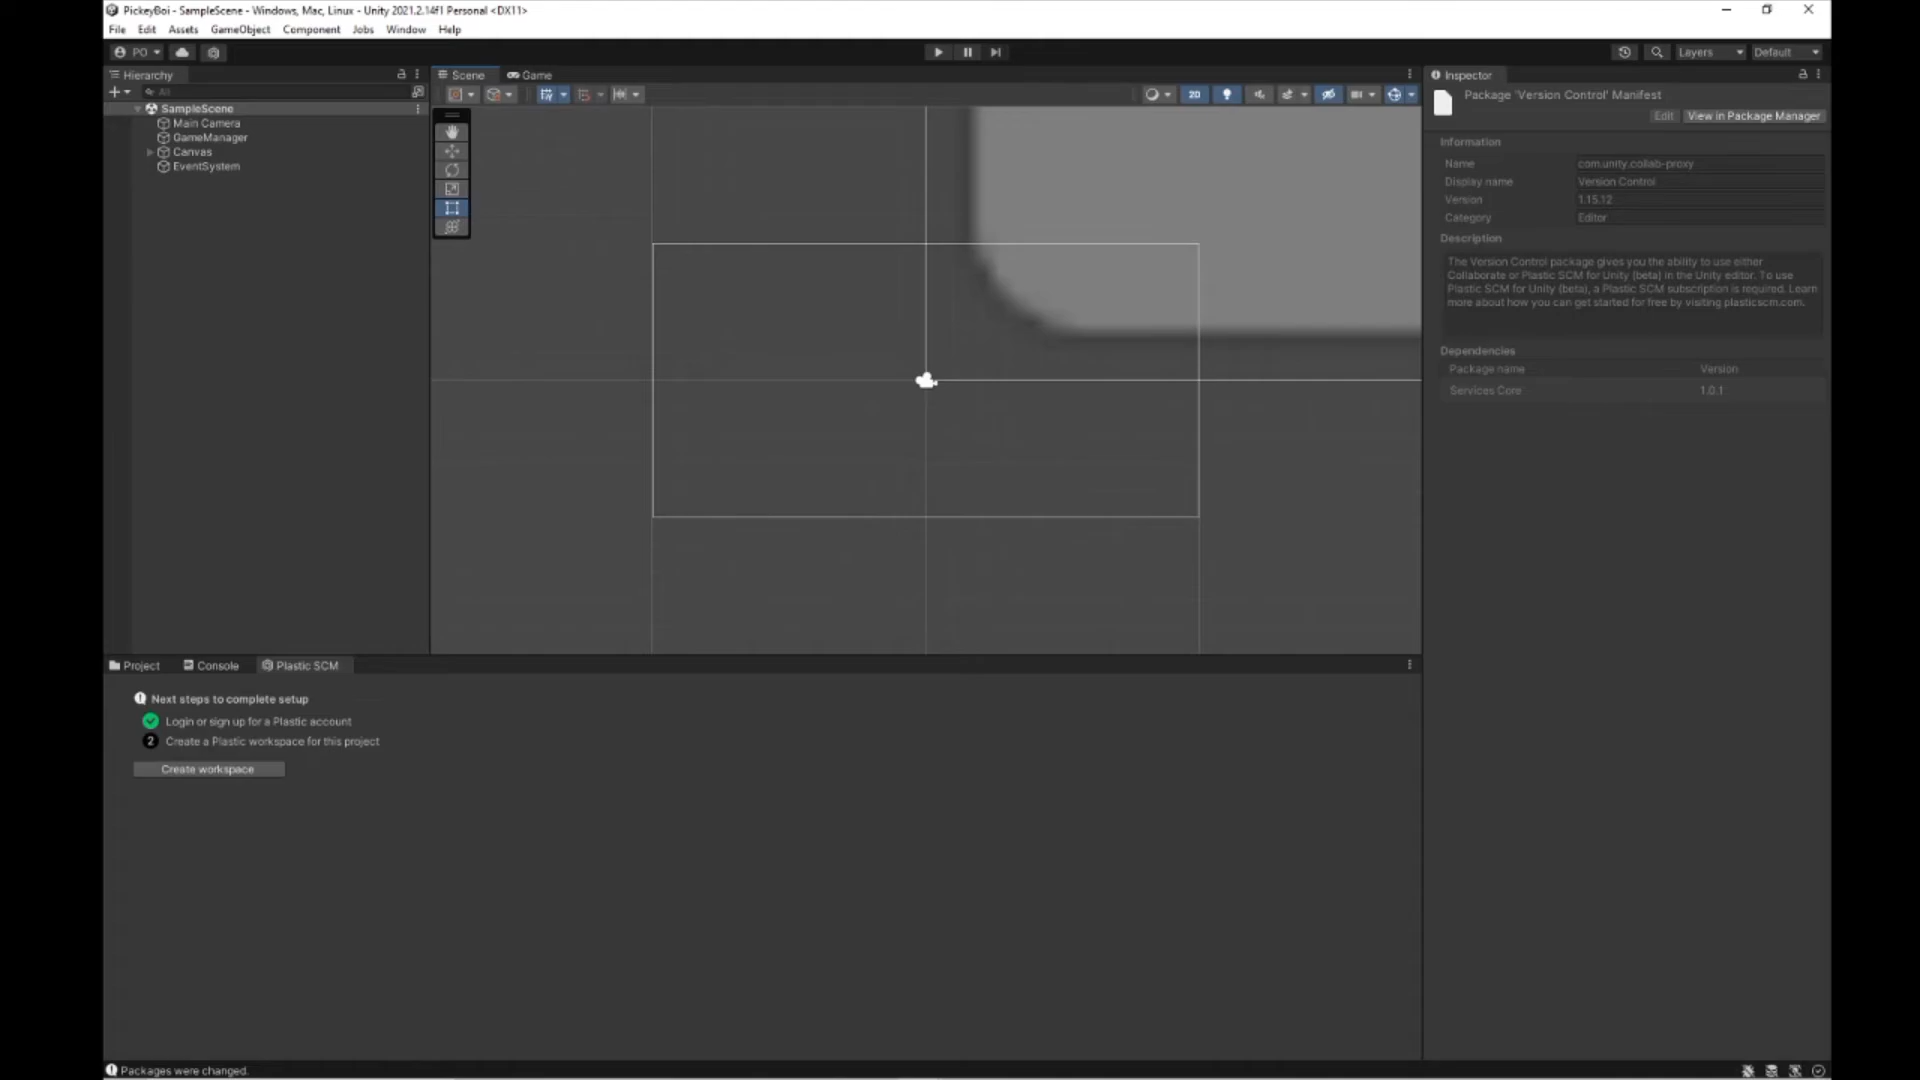 PickeyBoi - SampleScene - Windows, Mac, Linux - Unity 2021.2.14f1 Personal <DX11>
File Edit Assets GameObject Component Jobs Window Help
PO
Layers Default
Hierarchy
All
SampleScene
Main Camera
GameManager
Canvas
EventSystem
Scene Game
2D
Inspector
Package 'Version Control' Manifest
Edit View in Package Manager
Information
Name com.unity.collab-proxy
Display name Version Control
Version 1.15.12
Category Editor
Description
The Version Control package gives you the ability to use either
Collaborate or Plastic SCM for Unity (beta) in the Unity editor. To use
Plastic SCM for Unity (beta), a Plastic SCM subscription is required. Learn
more about how you can get started for free by visiting plasticscm.com.
Dependencies
Package name Version
Services Core 1.0.1
Project Console Plastic SCM
Next steps to complete setup
Login or sign up for a Plastic account
2 Create a Plastic workspace for this project
Create workspace
Packages were changed.